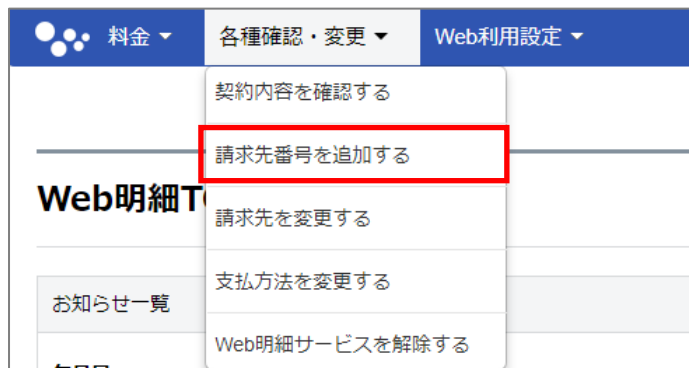 料金 各種確認・変更 Web利用設定
契約内容を確認する
請求先番号を追加する
Web明細T
請求先を変更する
支払方法を変更する
お知らせ一覧
Web明細サービスを解除する